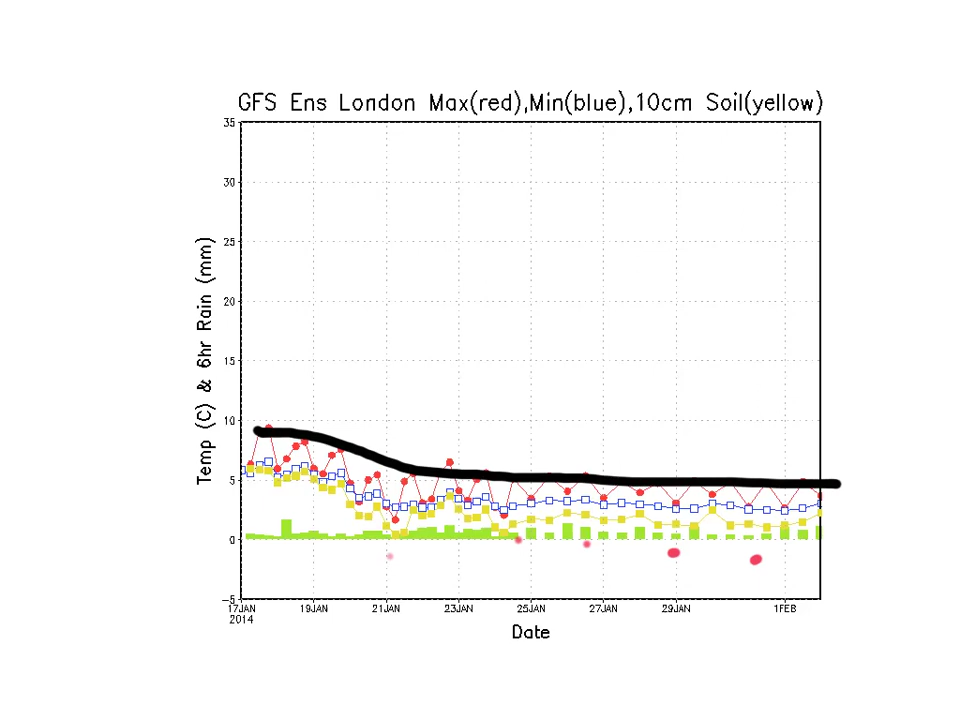 GFS Ens London Max(red),Min(blue),10cm Soil(yellow)
35
30
25
20
15
10
5
0
-5
Temp (C) & 6hr Rain (mm)
17JAN 19JAN 21JAN 23JAN 25JAN 27JAN 29JAN 1FEB
2014
Date